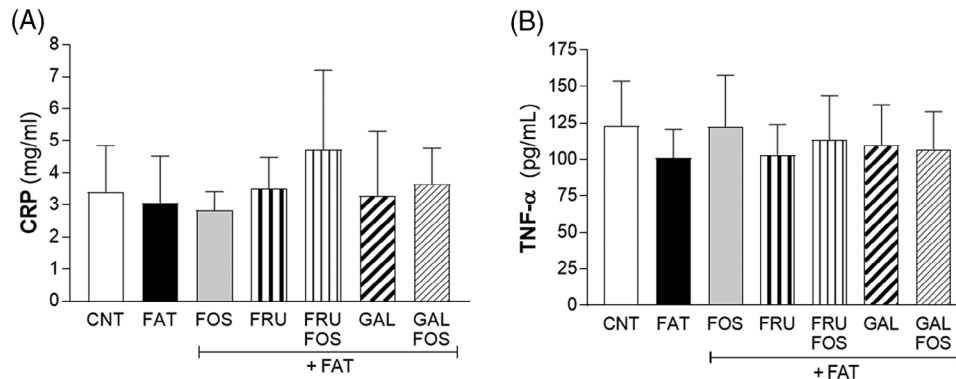 (A)
CRP (mg/ml)
8
7
6
5
4
3
2
1
0
CNT FAT FOS FRU FRU GAL GAL
FOS FOS
+ FAT
(B)
TNF-α (pg/mL)
175
150
125
100
75
50
25
0
CNT FAT FOS FRU FRU GAL GAL
FOS FOS
+ FAT